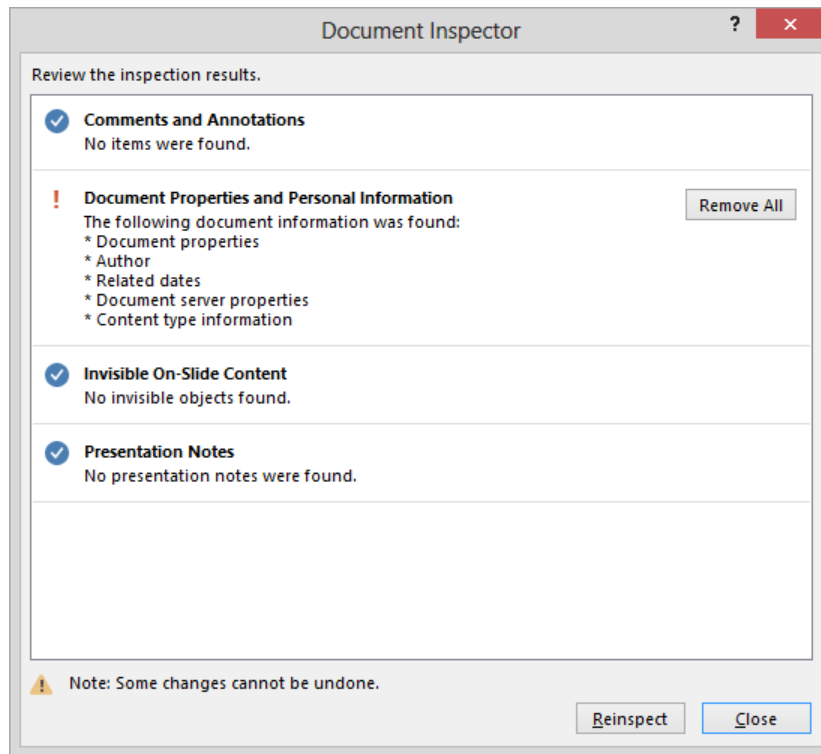 Document Inspector
?
Review the inspection results.
Comments and Annotations
No items were found.
! Document Properties and Personal Information
Remove All
The following document information was found:
* Document properties
* Author
* Related dates
* Document server properties
* Content type information
Invisible On-Slide Content
No invisible objects found.
Presentation Notes
No presentation notes were found.
! Note: Some changes cannot be undone.
Reinspect
Close